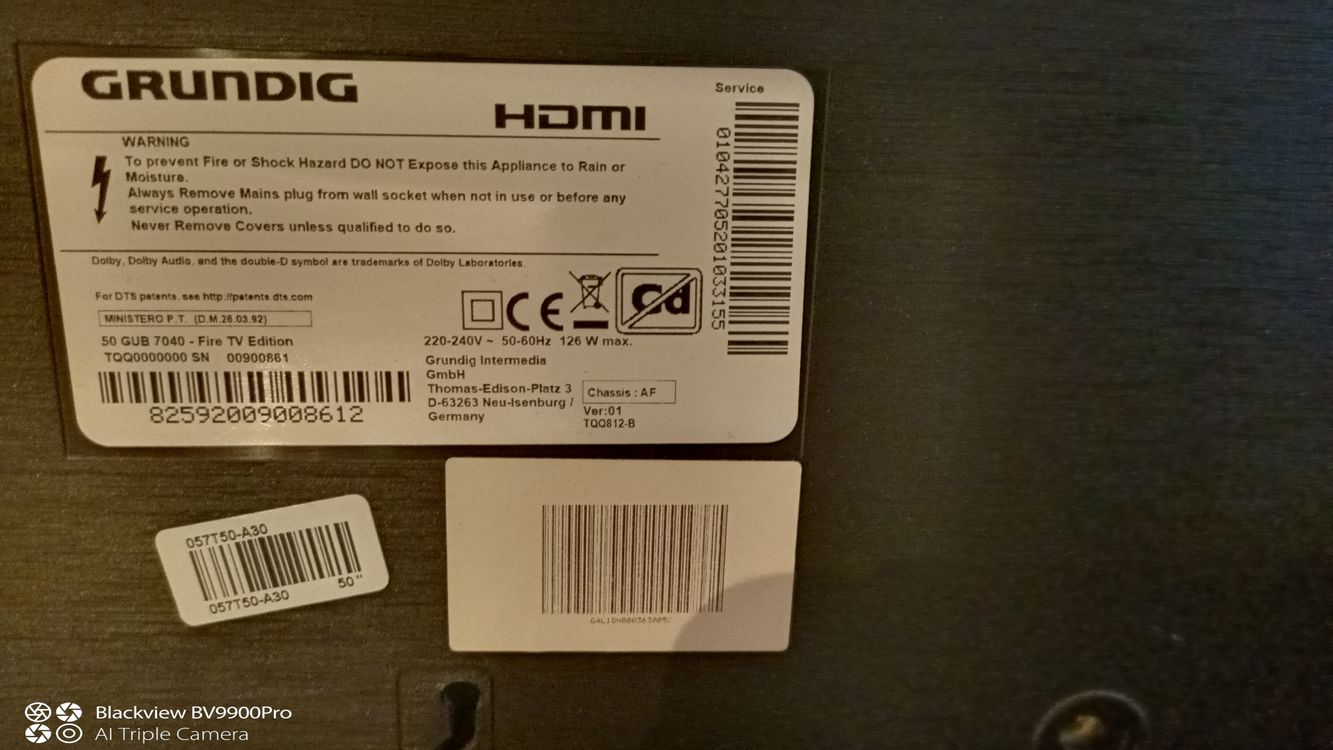 GRUNDIG
HDMI
WARNING
To prevent Fire or Shock Hazard DO NOT Expose this Appliance to Rain or
Moisture.
Always Remove Mains plug from wall socket when not in use or before any
service operation.
Never Remove Covers unless qualified to do so.
Dolby, Dolby Audio, and the double-D symbol are trademarks of Dolby Laboratories.
For DTS patents, see http://patents.dts.com
MINISTERO P.T. (D.M.26.03.92)
50 GUB 7040 - Fire TV Edition
TQQ0000000 SN 00900861
82592009008612
CE
Cd
220-240V ~ 50-60Hz 126 W max.
Grundig Intermedia
GmbH
Thomas-Edison-Platz 3
D-63263 Neu-Isenburg /
Germany
Chassis : AF
Ver:01
TQQ812-B
Service
0104277705201033155
057T50-A30
50"
057T50-A30
Blackview BV9900Pro
AI Triple Camera